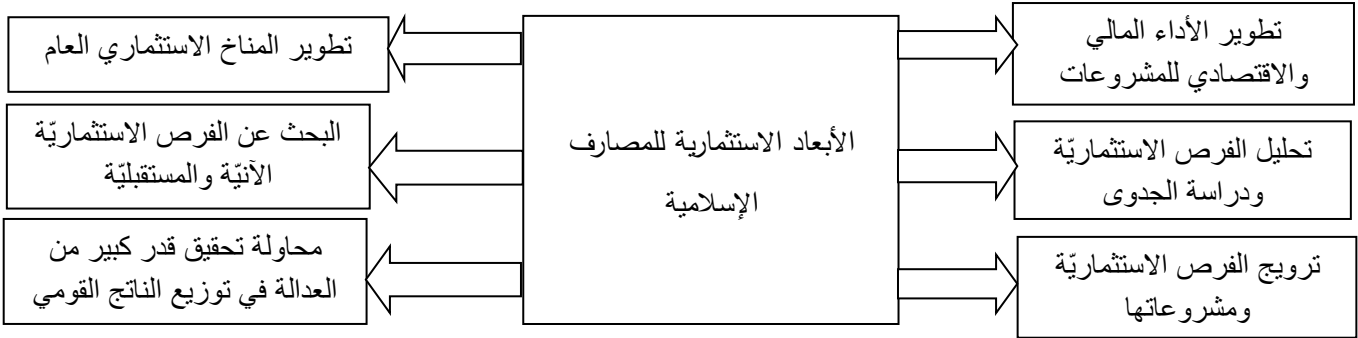 تطوير الأداء المالي
والاقتصادي للمشروعات
تحليل الفرص الاستثماريّة
ودراسة الجدوى
ترويج الفرص الاستثماريّة
ومشروعاتها
الأبعاد الاستثمارية للمصارف
الإسلامية
تطوير المناخ الاستثماري العام
البحث عن الفرص الاستثماريّة
الآنيّة والمستقبليّة
محاولة تحقيق قدر كبير من
العدالة في توزيع الناتج القومي